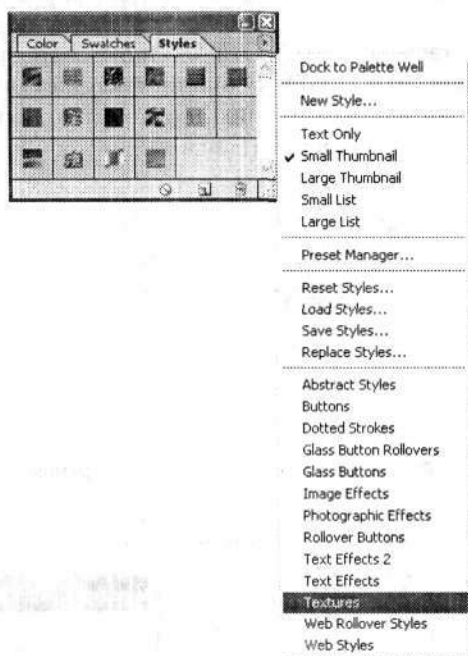 Color Swatches Styles
Dock to Palette Well
New Style...
Text Only
Small Thumbnail
Large Thumbnail
Small List
Large List
Preset Manager...
Reset Styles...
Load Styles...
Save Styles...
Replace Styles...
Abstract Styles
Buttons
Dotted Strokes
Glass Button Rollovers
Glass Buttons
Image Effects
Photographic Effects
Rollover Buttons
Text Effects 2
Text Effects
Textures
Web Rollover Styles
Web Styles